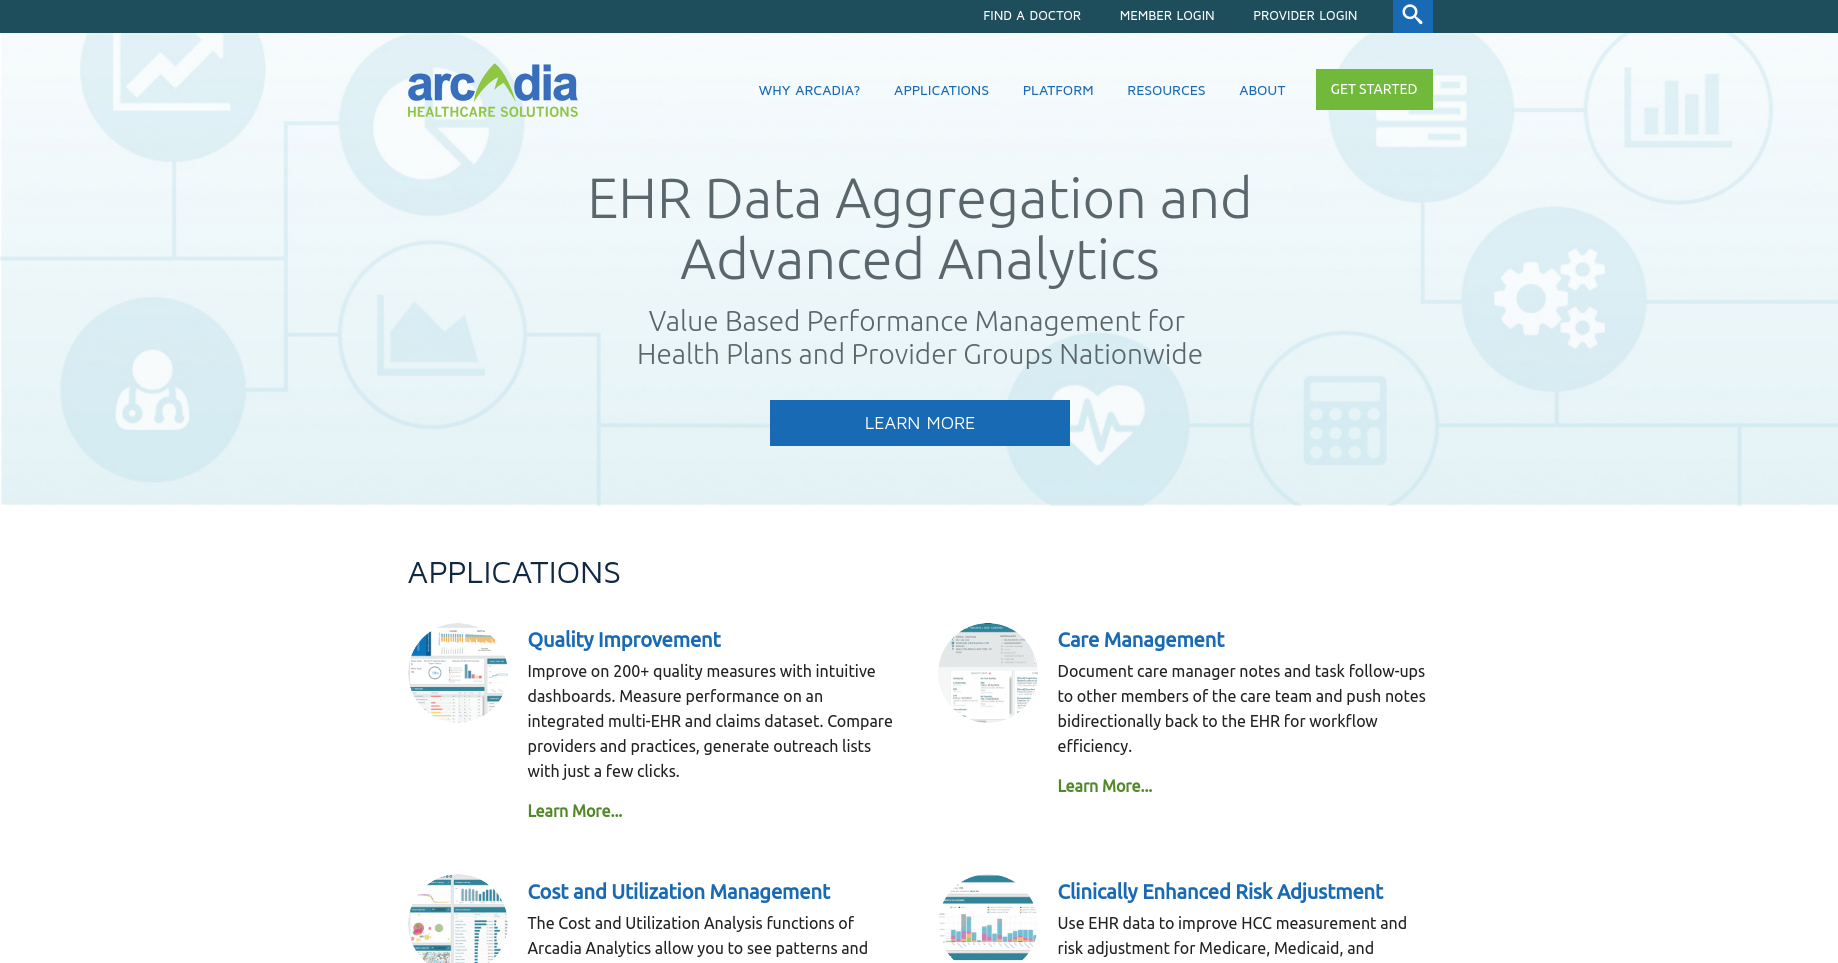 FIND A DOCTOR
MEMBER LOGIN
PROVIDER LOGIN
arcadia
HEALTHCARE SOLUTIONS
WHY ARCADIA?
APPLICATIONS
PLATFORM
RESOURCES
ABOUT
GET STARTED
EHR Data Aggregation and
Advanced Analytics
Value Based Performance Management for
Health Plans and Provider Groups Nationwide
LEARN MORE
APPLICATIONS
Quality Improvement
Improve on 200+ quality measures with intuitive
dashboards. Measure performance on an
integrated multi-EHR and claims dataset. Compare
providers and practices, generate outreach lists
with just a few clicks.
Learn More...
Care Management
Document care manager notes and task follow-ups
to other members of the care team and push notes
bidirectionally back to the EHR for workflow
efficiency.
Learn More...
Cost and Utilization Management
The Cost and Utilization Analysis functions of
Arcadia Analytics allow you to see patterns and
Clinically Enhanced Risk Adjustment
Use EHR data to improve HCC measurement and
risk adjustment for Medicare, Medicaid, and